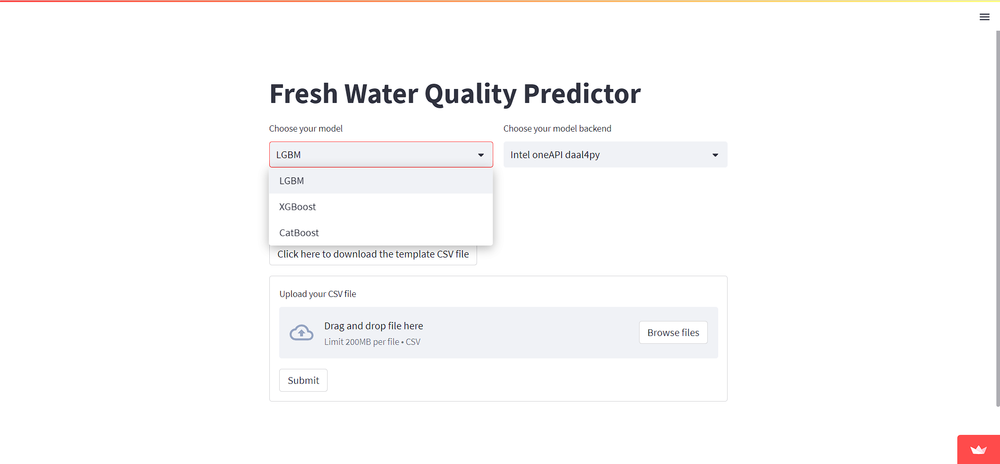 Fresh Water Quality Predictor
Choose your model
Choose your model backend
LGBM
Intel oneAPI daal4py
LGBM
XGBoost
CatBoost
Click here to download the template CSV file
Upload your CSV file
Drag and drop file here
Limit 200MB per file • CSV
Browse files
Submit